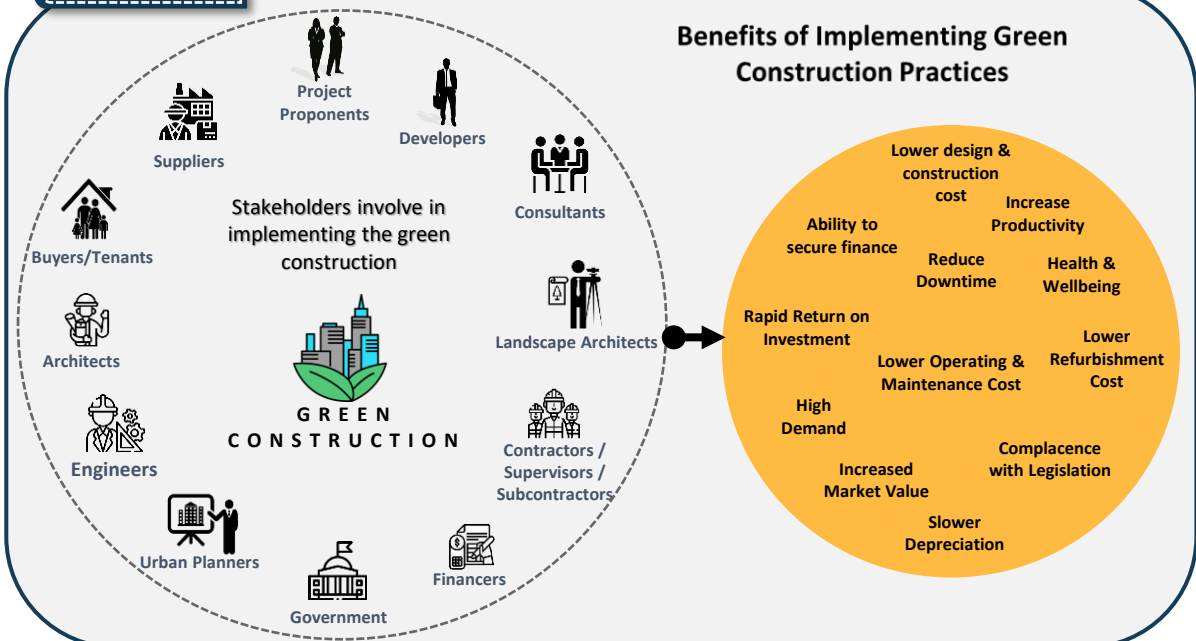 Benefits of Implementing Green
Construction Practices
Project
Proponents
Developers
Suppliers
Consultants
Stakeholders involve in
implementing the green
construction
Buyers/Tenants
Landscape Architects
Architects
GREEN
CONSTRUCTION
Contractors /
Supervisors /
Subcontractors
Engineers
Urban Planners
Financers
Government
Lower design &
construction
cost
Increase
Productivity
Ability to
secure finance
Reduce
Downtime
Health &
Wellbeing
Rapid Return on
Investment
Lower
Refurbishment
Cost
Lower Operating &
Maintenance Cost
High
Demand
Complacence
with Legislation
Increased
Market Value
Slower
Depreciation